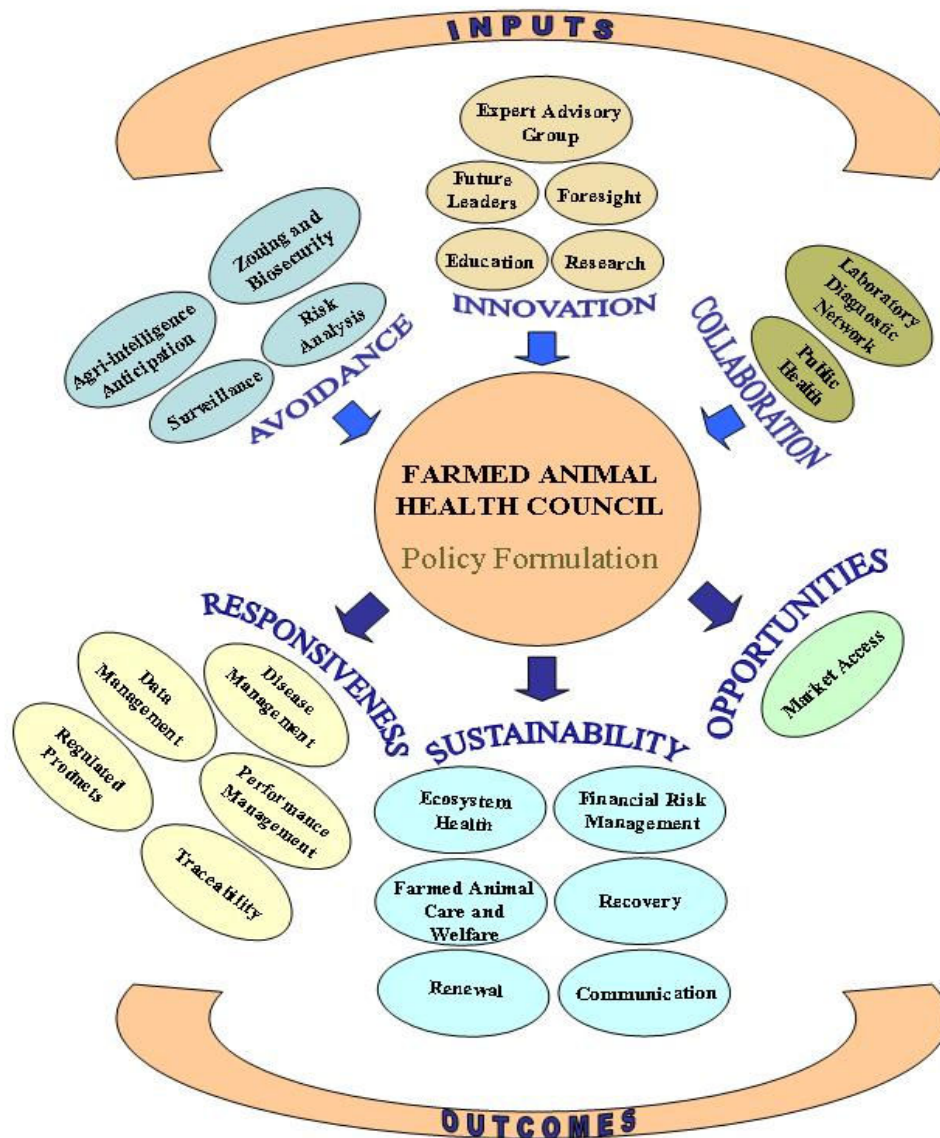 INPUTS
Expert Advisory
Group
Future
Leaders
Foresight
Education
Research
INNOVATION
Zoning and
Biosecurity
Agri-intelligence
Anticipation
Risk
Analysis
Surveillance
AVOIDANCE
Laboratory
Diagnostic
Network
Public
Health
COLLABORATION
FARMED ANIMAL
HEALTH COUNCIL
Policy Formulation
RESPONSIVENESS
Data
Management
Disease
Management
Regulated
Products
Performance
Management
Traceability
SUSTAINABILITY
Ecosystem
Health
Financial Risk
Management
Farmed Animal
Care and
Welfare
Recovery
Renewal
Communication
OPPORTUNITIES
Market Access
OUTCOMES